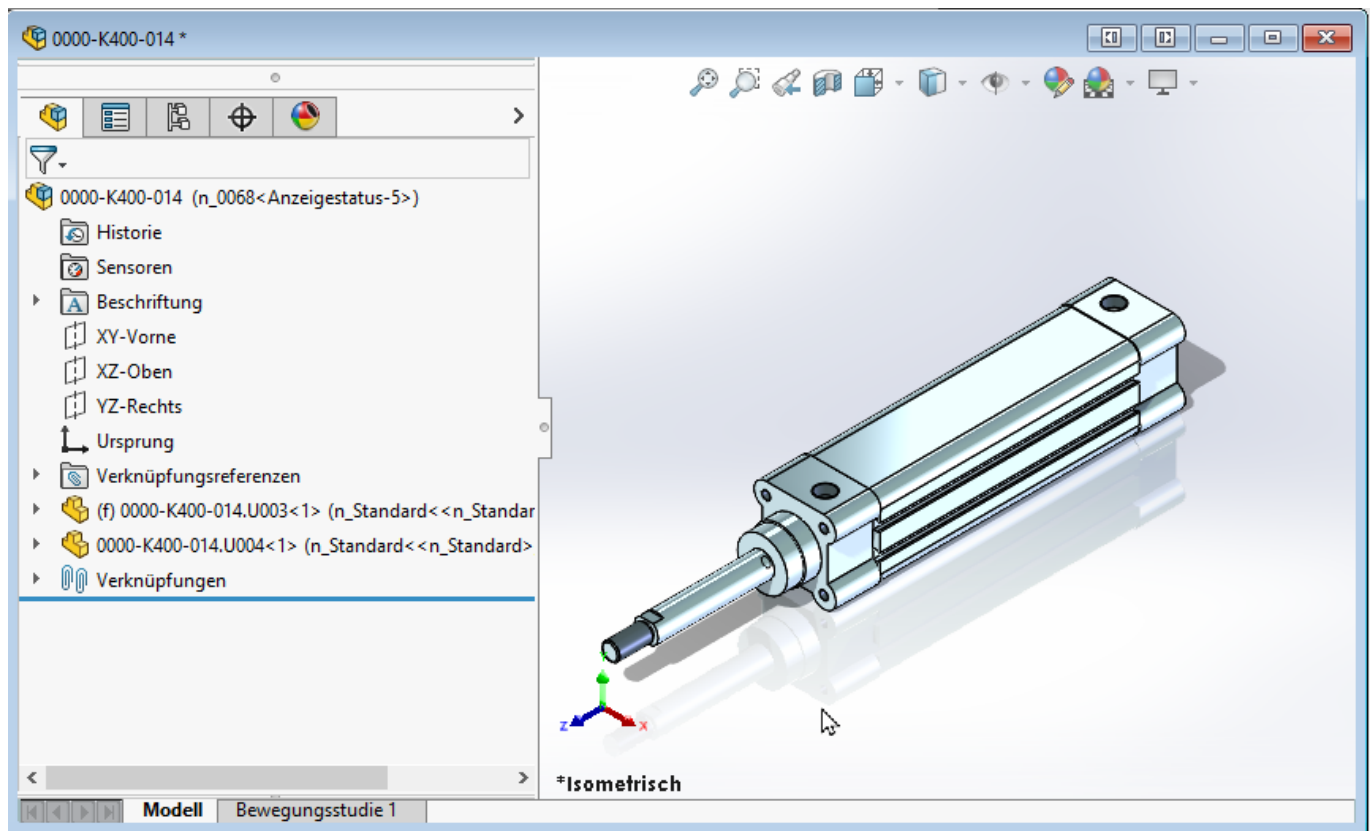 0000-K400-014 *
0000-K400-014 (n_0068<Anzeigestatus-5>)
Historie
Sensoren
A Beschriftung
XY-Vorne
XZ-Oben
YZ-Rechts
Ursprung
Verknüpfungsreferenzen
(f) 0000-K400-014.U003<1> (n_Standard<<n_Standar
0000-K400-014.U004<1> (n_Standard<<n_Standard>
Verknüpfungen
z x
*Isometrisch
Modell Bewegungsstudie 1